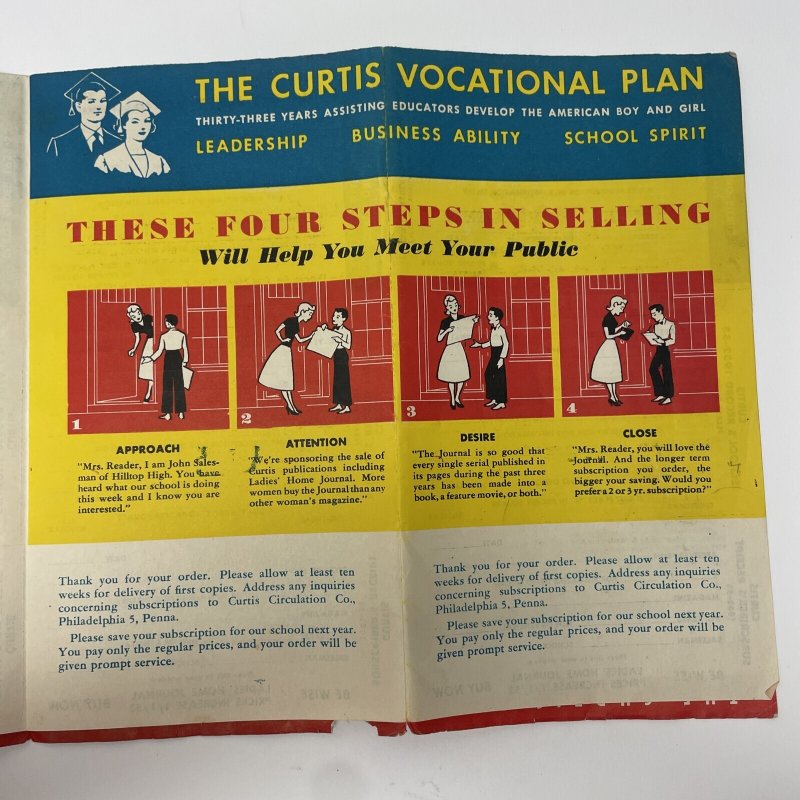 THE CURTIS VOCATIONAL PLAN
THIRTY-THREE YEARS ASSISTING EDUCATORS DEVELOP THE AMERICAN BOY AND GIRL
LEADERSHIP BUSINESS ABILITY SCHOOL SPIRIT
THESE FOUR STEPS IN SELLING
Will Help You Meet Your Public
1
2
3
4
APPROACH
"Mrs. Reader, I am John Sales-
man of Hilltop High. You have
heard what our school is doing
this week and I know you are
interested."
ATTENTION
"We're sponsoring the sale of
Curtis publications including
Ladies' Home Journal. More
women buy the Journal than any
other woman's magazine."
DESIRE
"The Journal is so good that
every single serial published in
its pages during the past three
years has been made into a
book, a feature movie, or both."
CLOSE
"Mrs. Reader, you will love the
Journal. And the longer term
subscription you order, the
bigger your saving. Would you
prefer a 2 or 3 yr. subscription?"
Thank you for your order. Please allow at least ten
weeks for delivery of first copies. Address any inquiries
concerning subscriptions to Curtis Circulation Co.,
Philadelphia 5, Penna.
Please save your subscription for our school next year.
You pay only the regular prices, and your order will be
given prompt service.
Thank you for your order. Please allow at least ten
weeks for delivery of first copies. Address any inquiries
concerning subscriptions to Curtis Circulation Co.,
Philadelphia 5, Penna.
Please save your subscription for our school next year.
You pay only the regular prices, and your order will be
given prompt service.